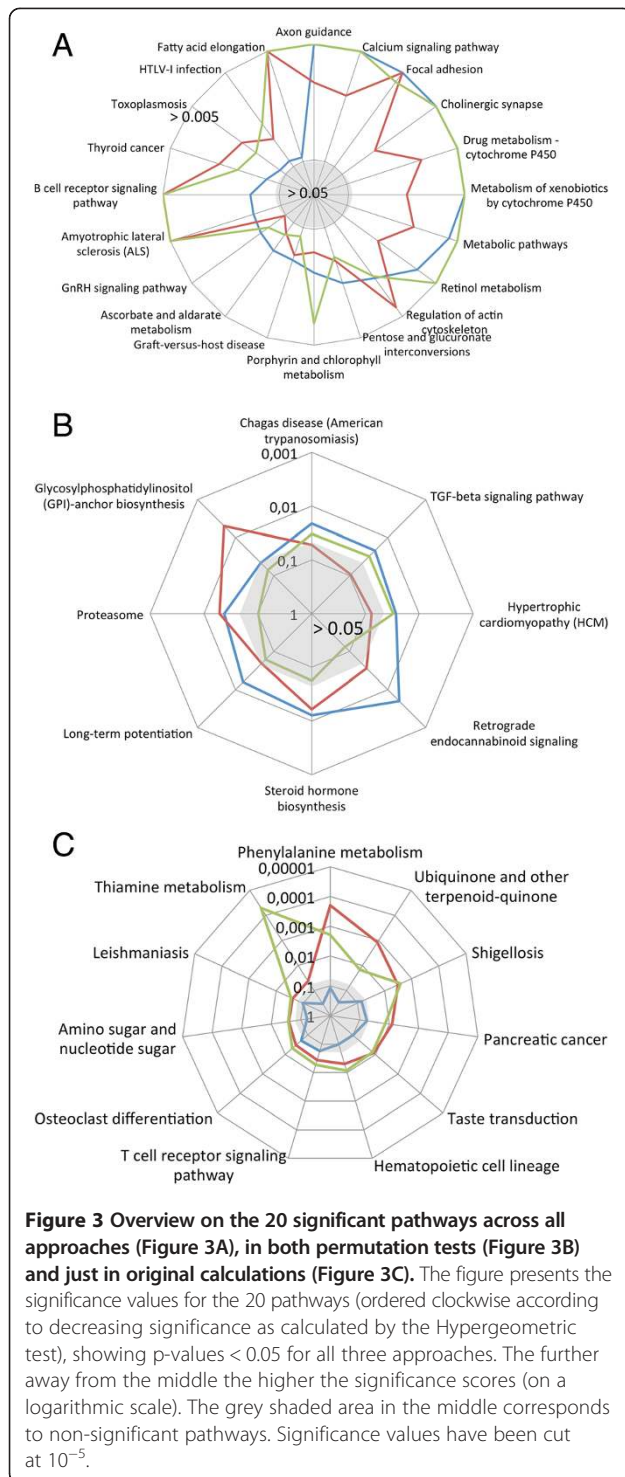 A
Axon guidance
Fatty acid elongation
Calcium signaling pathway
HTLV-I infection
Focal adhesion
Toxoplasmosis
> 0.005
Cholinergic synapse
Thyroid cancer
Drug metabolism -
cytochrome P450
B cell receptor signaling
pathway
> 0.05
Metabolism of xenobiotics
by cytochrome P450
Amyotrophic lateral
sclerosis (ALS)
Metabolic pathways
GnRH signaling pathway
Retinol metabolism
Ascorbate and aldarate
metabolism
Regulation of actin
cytoskeleton
Graft-versus-host disease
Pentose and glucuronate
interconversions
Porphyrin and chlorophyll
metabolism
B
Chagas disease (American
trypanosomiasis)
0,001
Glycosylphosphatidylinositol
(GPI)-anchor biosynthesis
TGF-beta signaling pathway
0,01
0,1
Proteasome
1
> 0.05
Hypertrophic
cardiomyopathy (HCM)
Long-term potentiation
Retrograde
endocannabinoid signaling
Steroid hormone
biosynthesis
C
Phenylalanine metabolism
0,00001
Thiamine metabolism
Ubiquinone and other
terpenoid-quinone
0,0001
0,001
Leishmaniasis
Shigellosis
0,01
0,1
1
Amino sugar and
nucleotide sugar
Pancreatic cancer
Osteoclast differentiation
Taste transduction
T cell receptor signaling
pathway
Hematopoietic cell lineage
Figure 3 Overview on the 20 significant pathways across all
approaches (Figure 3A), in both permutation tests (Figure 3B)
and just in original calculations (Figure 3C). The figure presents the
significance values for the 20 pathways (ordered clockwise according
to decreasing significance as calculated by the Hypergeometric
test), showing p-values < 0.05 for all three approaches. The further
away from the middle the higher the significance scores (on a
logarithmic scale). The grey shaded area in the middle corresponds
to non-significant pathways. Significance values have been cut
at 10⁻⁵.